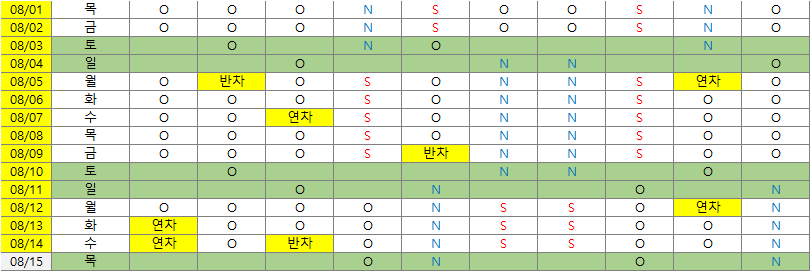 08/01 목 O O O N S O O S N O
08/02 금 O O O N S O O S N O
08/03 토 O N O N
08/04 일 O N N O
08/05 월 O 반차 O S O N N S 연차 O
08/06 화 O O O S O N N S O O
08/07 수 O O 연차 S O N N S O O
08/08 목 O O O S O N N S O O
08/09 금 O O O S 반차 N N S O O
08/10 토 O N N O
08/11 일 O N O N
08/12 월 O O O O N S S O 연차 N
08/13 화 연차 O O O N S S O O N
08/14 수 연차 O 반차 O N S S O O N
08/15 목 O N O N